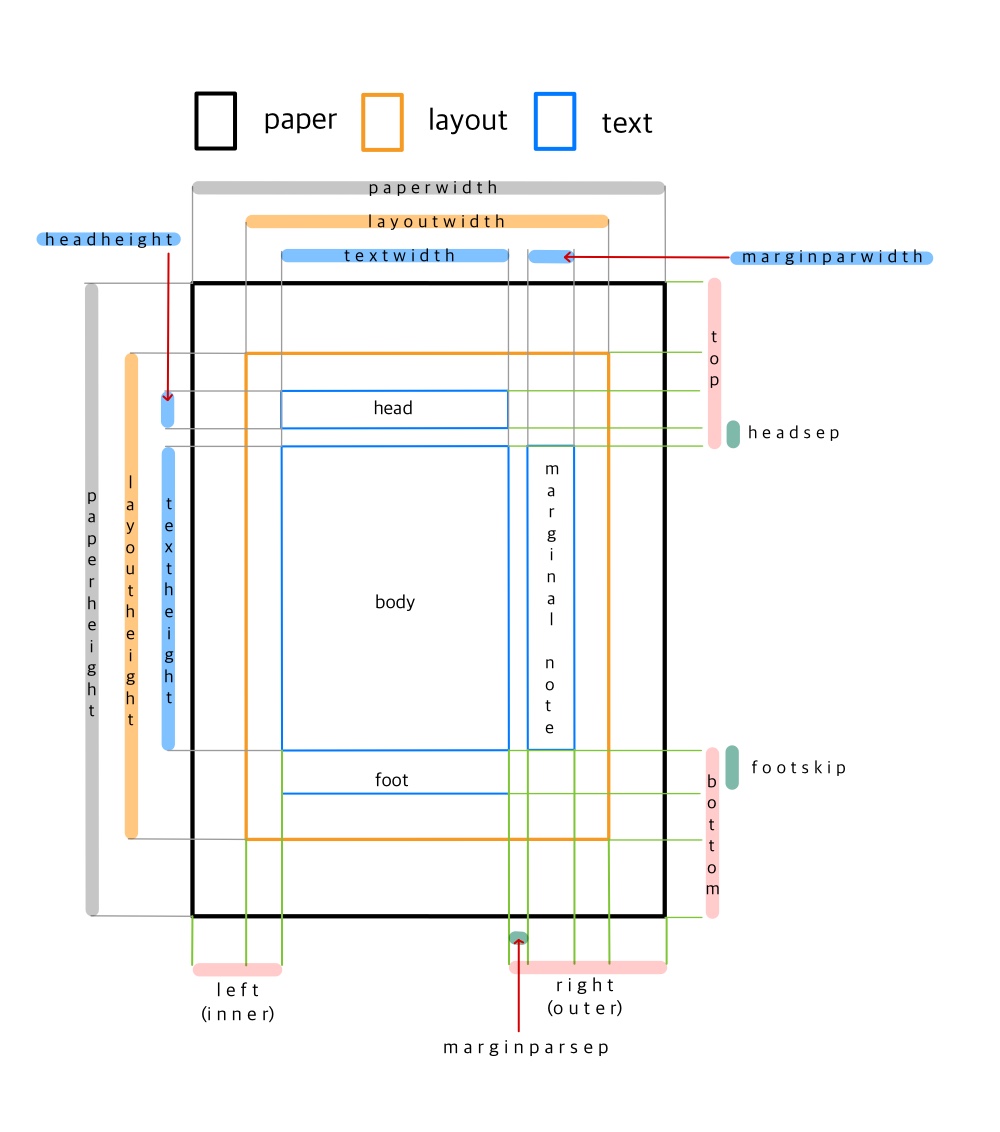 paper layout text
paperwidth
layoutwidth
headheight
textwidth
marginparwidth
top
head
headsep
paperheight
layoutheight
textheight
marginal note
body
foot
footskip
bottom
left
(inner)
right
(outer)
marginparsep